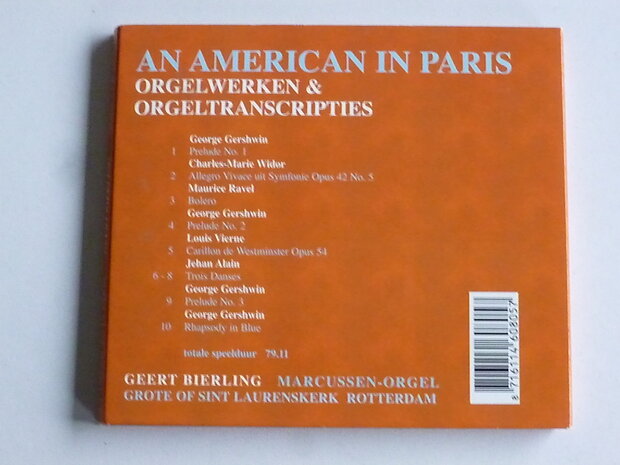 AN AMERICAN IN PARIS
ORGELWERKEN &
ORGELTRANSCRIPTIES
George Gershwin
1 Prelude No. 1
Charles-Marie Widor
2 Allegro Vivace uit Symfonie Opus 42 No. 5
Maurice Ravel
3 Bolero
George Gershwin
4 Prelude No. 2
Louis Vierne
5 Carillon de Westminster Opus 54
Jehan Alain
6 - 8 Trois Danses
George Gershwin
9 Prelude No. 3
George Gershwin
10 Rhapsody in Blue
totale speelduur 79.11
GEERT BIERLING MARCUSSEN-ORGEL
GROTE OF SINT LAURENSKERK ROTTERDAM
8 716114 608057